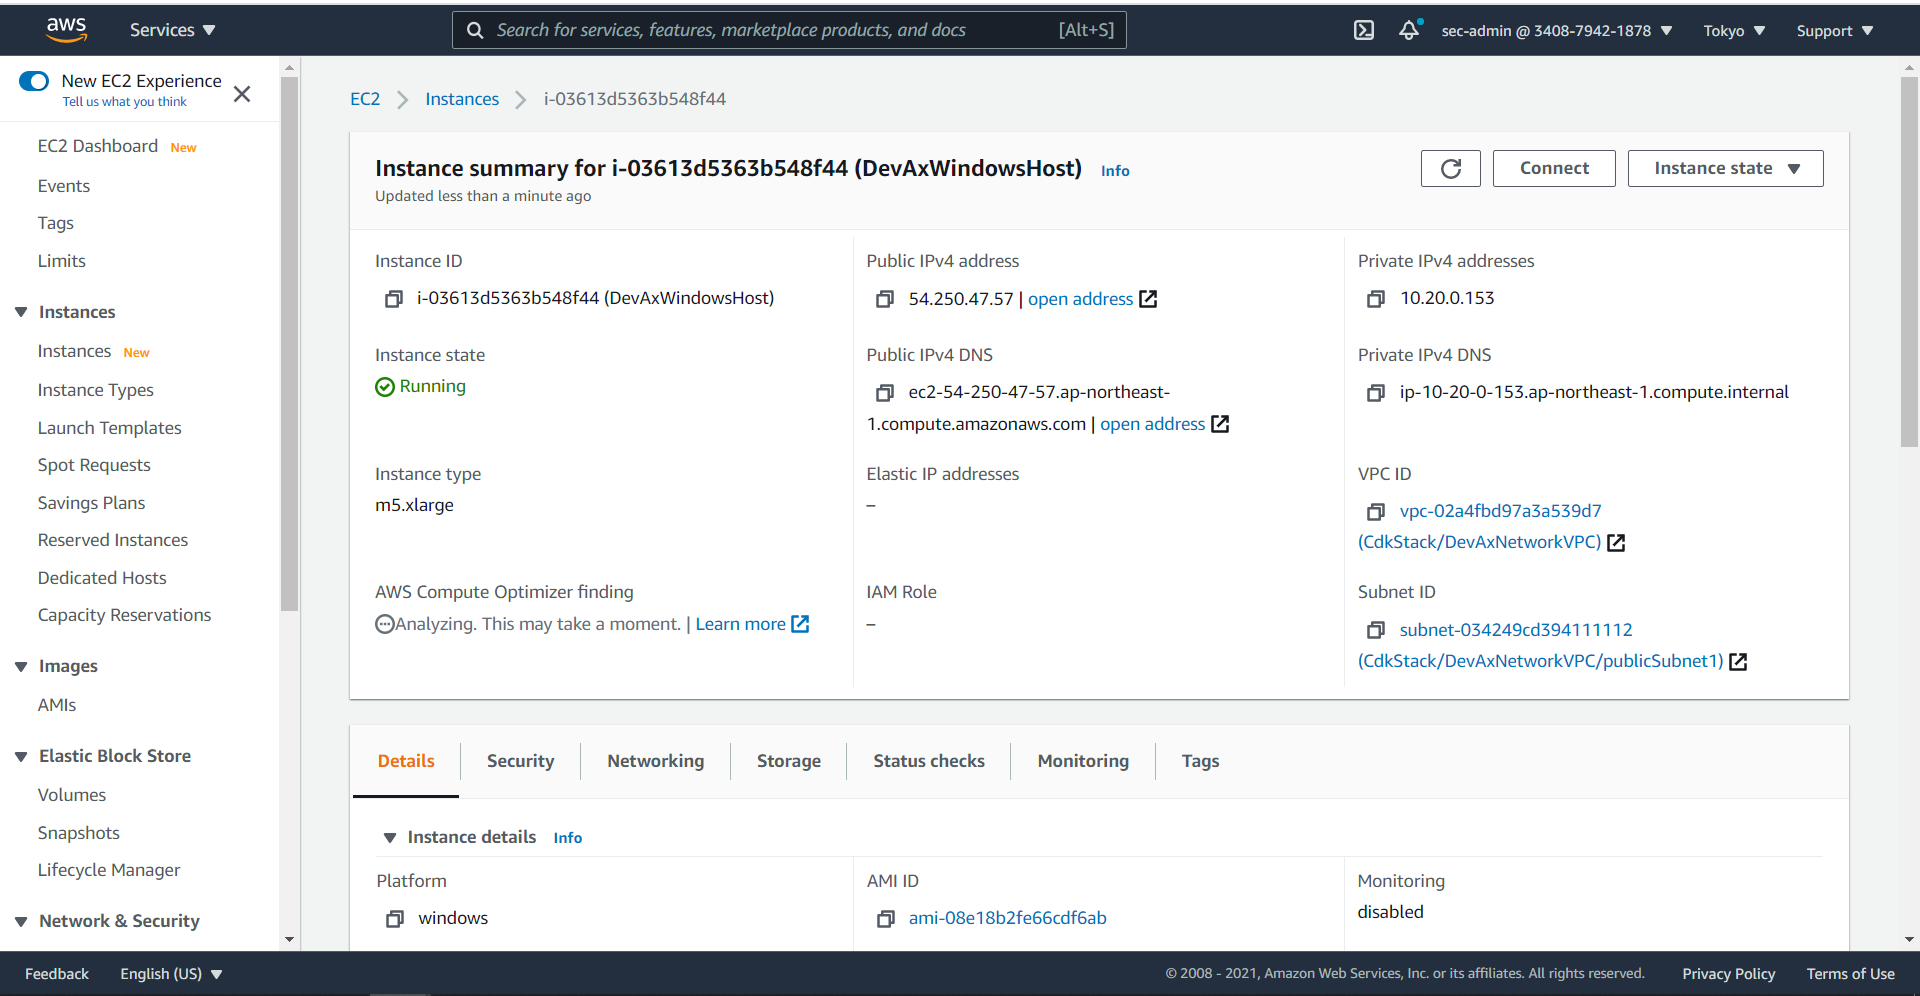 aws
Services
Search for services, features, marketplace products, and docs [Alt+S]
sec-admin @ 3408-7942-1878
Tokyo
Support
New EC2 Experience
Tell us what you think
EC2 Dashboard New
Events
Tags
Limits
Instances
Instances New
Instance Types
Launch Templates
Spot Requests
Savings Plans
Reserved Instances
Dedicated Hosts
Capacity Reservations
Images
AMIs
Elastic Block Store
Volumes
Snapshots
Lifecycle Manager
Network & Security
EC2 > Instances > i-03613d5363b548f44
Instance summary for i-03613d5363b548f44 (DevAxWindowsHost) Info
Updated less than a minute ago
Connect
Instance state
Instance ID
i-03613d5363b548f44 (DevAxWindowsHost)
Public IPv4 address
54.250.47.57 | open address
Private IPv4 addresses
10.20.0.153
Instance state
Running
Public IPv4 DNS
ec2-54-250-47-57.ap-northeast-
1.compute.amazonaws.com | open address
Private IPv4 DNS
ip-10-20-0-153.ap-northeast-1.compute.internal
Instance type
m5.xlarge
Elastic IP addresses
–
VPC ID
vpc-02a4fbd97a3a539d7
(CdkStack/DevAxNetworkVPC)
AWS Compute Optimizer finding
Analyzing. This may take a moment. | Learn more
IAM Role
–
Subnet ID
subnet-034249cd394111112
(CdkStack/DevAxNetworkVPC/publicSubnet1)
Details
Security
Networking
Storage
Status checks
Monitoring
Tags
Instance details Info
Platform
windows
AMI ID
ami-08e18b2fe66cdf6ab
Monitoring
disabled
Feedback
English (US)
© 2008 - 2021, Amazon Web Services, Inc. or its affiliates. All rights reserved.
Privacy Policy
Terms of Use